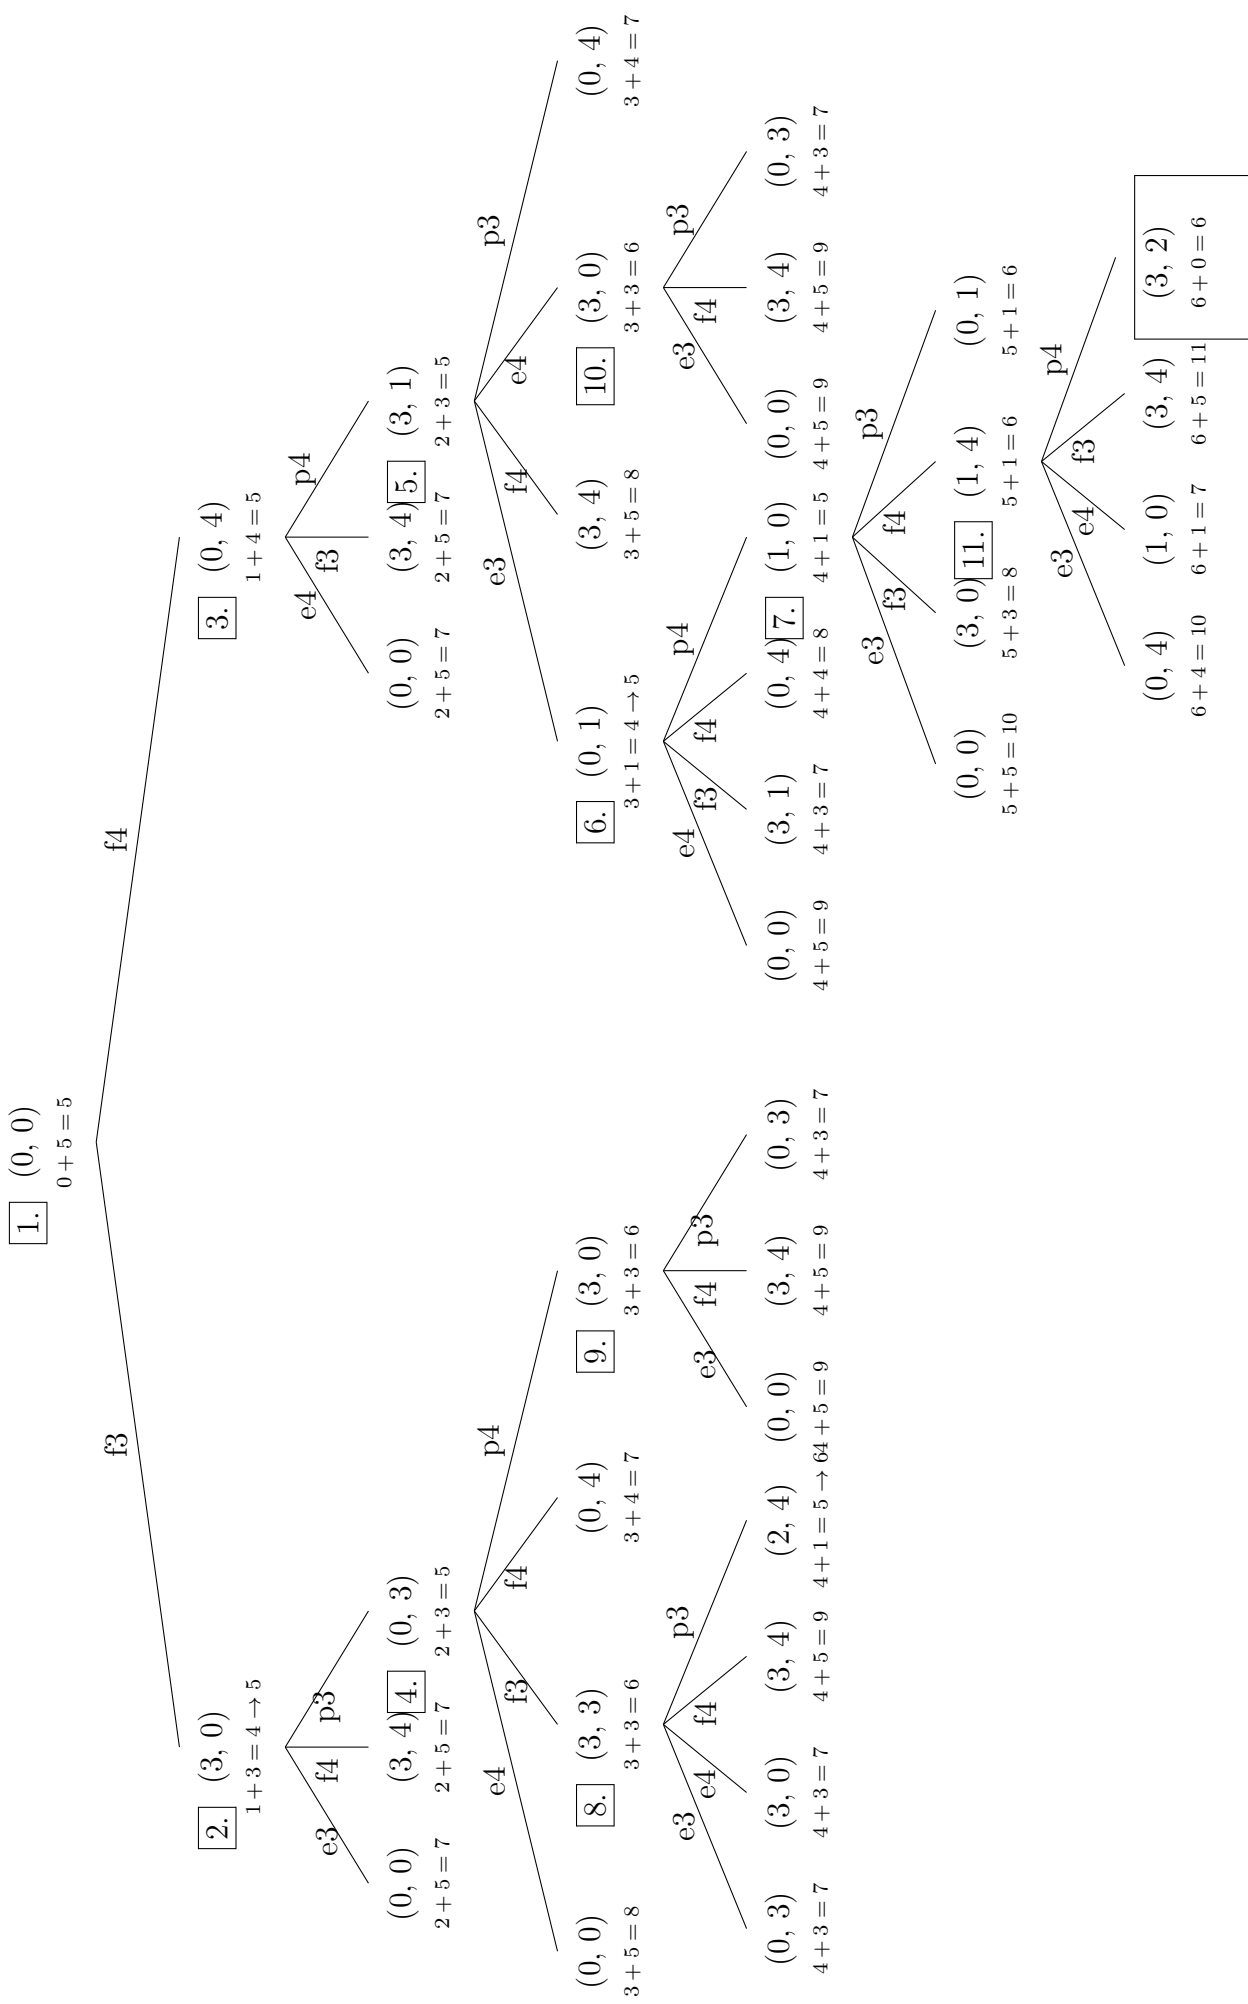 1. (0, 0)
0 + 5 = 5
f3
f4
2. (3, 0)
1 + 3 = 4 → 5
3. (0, 4)
1 + 4 = 5
e3
f4
p3
e4
f3
p4
(0, 0)
2 + 5 = 7
(3, 4)
2 + 5 = 7
4. (0, 3)
2 + 3 = 5
(0, 0)
2 + 5 = 7
(3, 4)
2 + 5 = 7
5. (3, 1)
2 + 3 = 5
e4
f3
f4
p4
e3
f4
e4
p3
(0, 0)
3 + 5 = 8
8. (3, 3)
3 + 3 = 6
(0, 4)
3 + 4 = 7
9. (3, 0)
3 + 3 = 6
6. (0, 1)
3 + 1 = 4 → 5
(3, 4)
3 + 5 = 8
10. (3, 0)
3 + 3 = 6
(0, 4)
3 + 4 = 7
e3
e4
f4
p3
e3
f4
p3
e4
f3
f4
p4
e3
f4
p3
(0, 3)
4 + 3 = 7
(3, 0)
4 + 3 = 7
(3, 4)
4 + 5 = 9
(2, 4)
4 + 1 = 5 → 6
(0, 0)
4 + 5 = 9
(3, 4)
4 + 5 = 9
(0, 3)
4 + 3 = 7
(0, 0)
4 + 5 = 9
(3, 1)
4 + 3 = 7
(0, 4)
4 + 4 = 8
7. (1, 0)
4 + 1 = 5
(0, 0)
4 + 5 = 9
(3, 4)
4 + 5 = 9
(0, 3)
4 + 3 = 7
e3
f3
f4
p3
(0, 0)
5 + 5 = 10
(3, 0)
5 + 3 = 8
11. (1, 4)
5 + 1 = 6
(0, 1)
5 + 1 = 6
e3
e4
f3
p4
(0, 4)
6 + 4 = 10
(1, 0)
6 + 1 = 7
(3, 4)
6 + 5 = 11
(3, 2)
6 + 0 = 6